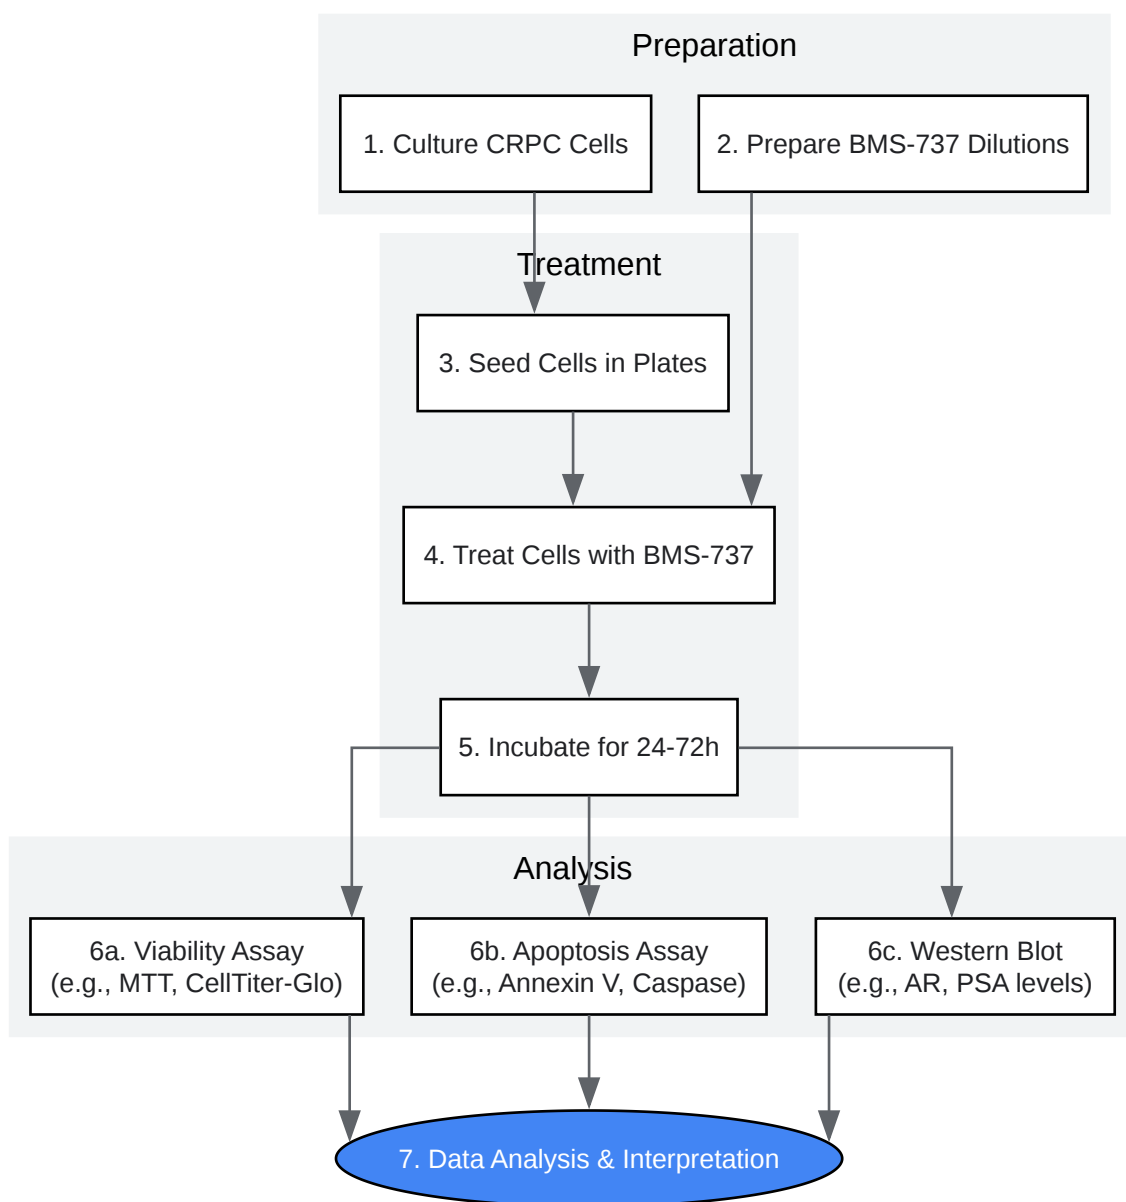 Preparation
1. Culture CRPC Cells
2. Prepare BMS-737 Dilutions
Treatment
3. Seed Cells in Plates
4. Treat Cells with BMS-737
5. Incubate for 24-72h
Analysis
6a. Viability Assay
(e.g., MTT, CellTiter-Glo)
6b. Apoptosis Assay
(e.g., Annexin V, Caspase)
6c. Western Blot
(e.g., AR, PSA levels)
7. Data Analysis & Interpretation